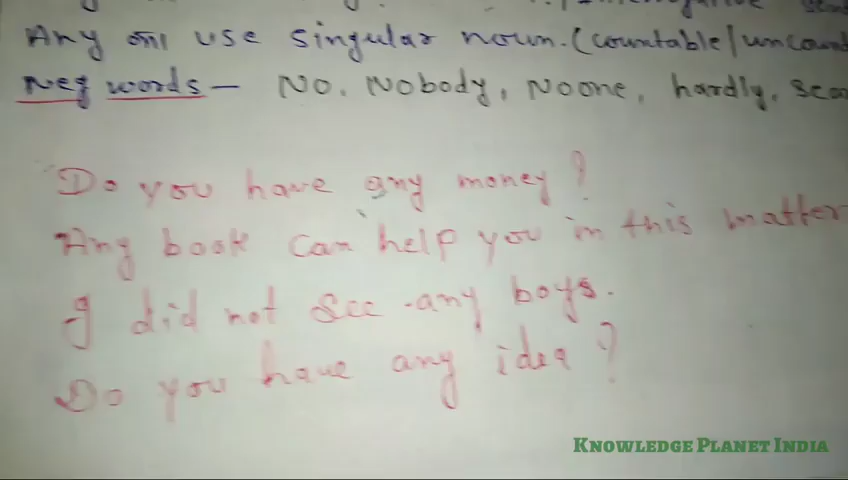 Any का use singular noun. (countable/uncount
Neg words— No, Nobody, Noone, hardly,
Do you have any money?
Any book can help you in this matter
I did not see any boys.
Do you have any idea?
Knowledge Planet India